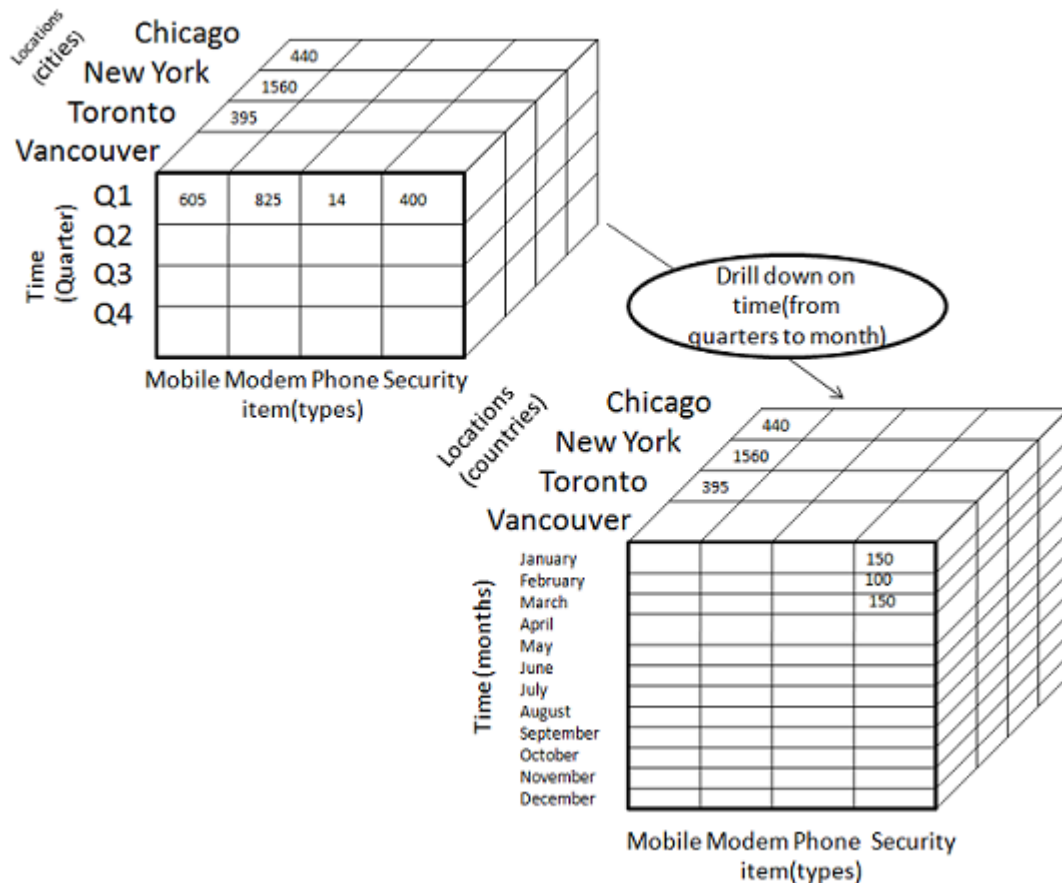 Locations
(cities)
Chicago
New York
Toronto
Vancouver
440
1560
395
Time
(Quarter)
Q1
Q2
Q3
Q4
605 825 14 400
Mobile Modem Phone Security
item(types)
Drill down on
time(from
quarters to month)
Locations
(countries)
Chicago
New York
Toronto
Vancouver
440
1560
395
Time (months)
January 150
February 100
March 150
April
May
June
July
August
September
October
November
December
Mobile Modem Phone Security
item(types)